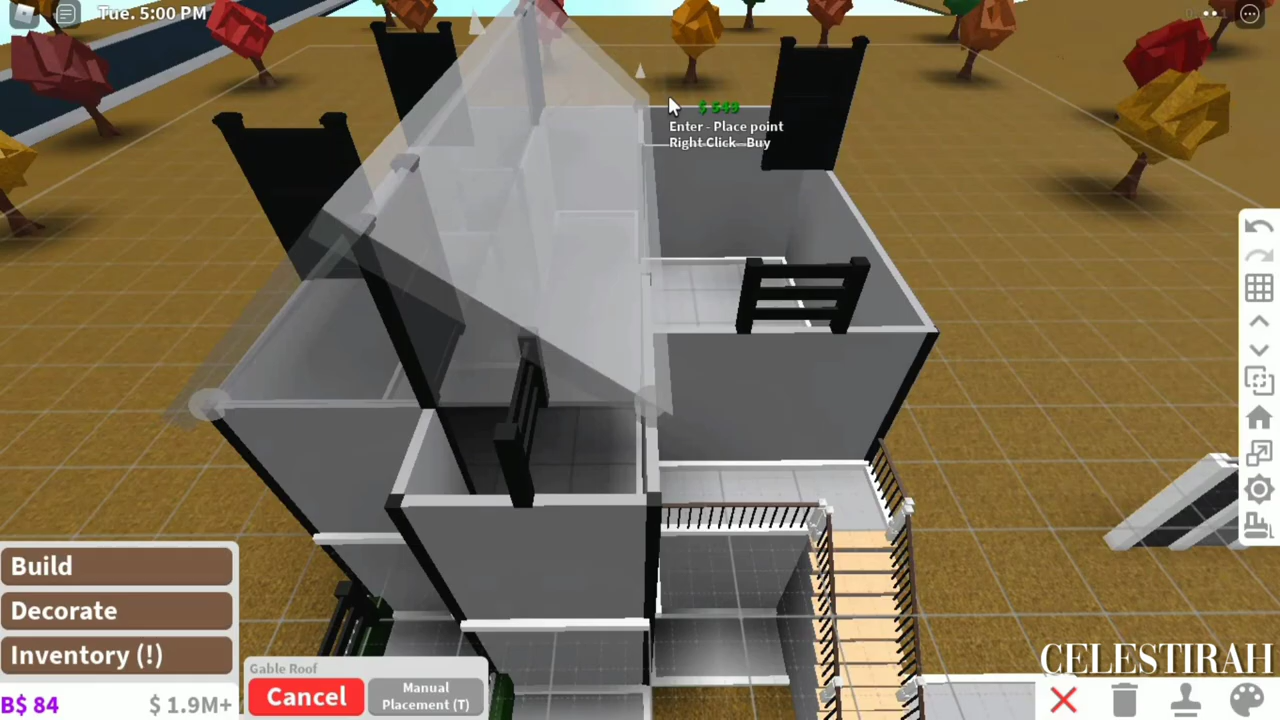 Tue. 5:00 PM
$ 649
Enter - Place point
Right Click - Buy
Build
Decorate
Inventory (!)
B$ 84
$ 1.9M+
Gable Roof
Cancel
Manual
Placement (T)
CELESTIRAH